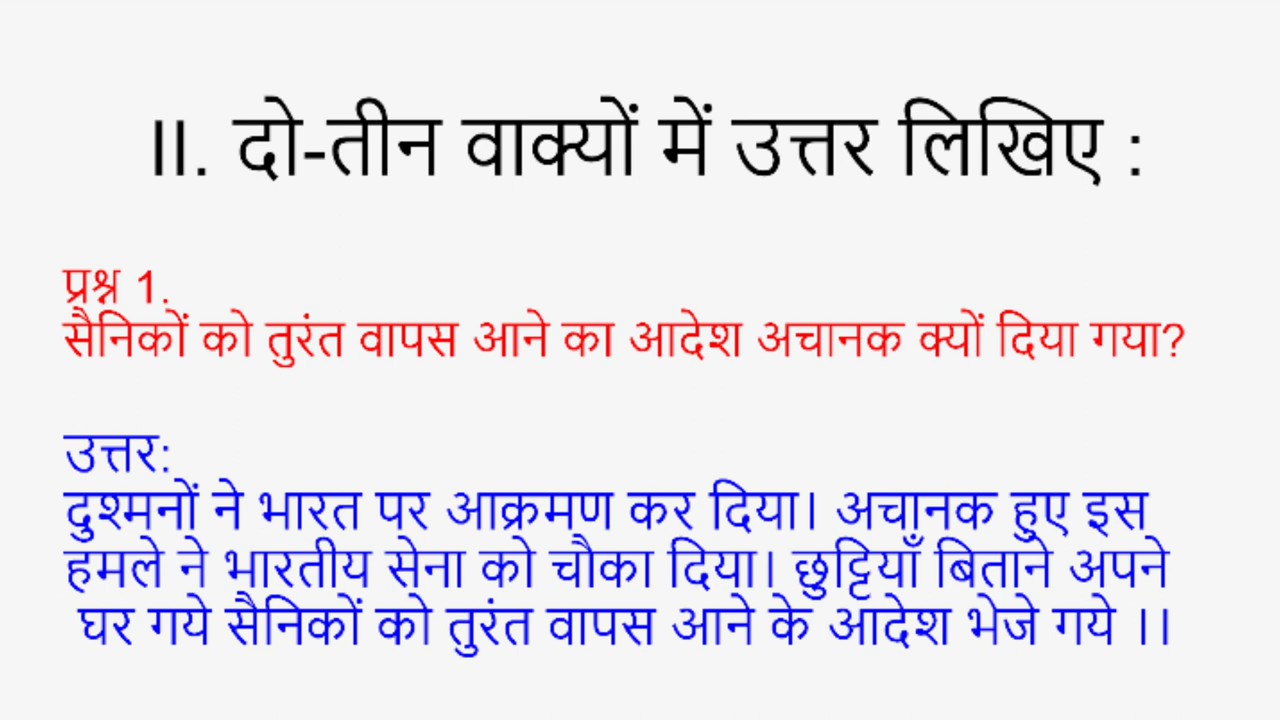 II. दो-तीन वाक्यों में उत्तर लिखिए :
प्रश्न 1.
सैनिकों को तुरंत वापस आने का आदेश अचानक क्यों दिया गया?
उत्तर:
दुश्मनों ने भारत पर आक्रमण कर दिया। अचानक हुए इस
हमले ने भारतीय सेना को चौका दिया। छुट्टियाँ बिताने अपने
घर गये सैनिकों को तुरंत वापस आने के आदेश भेजे गये ।।